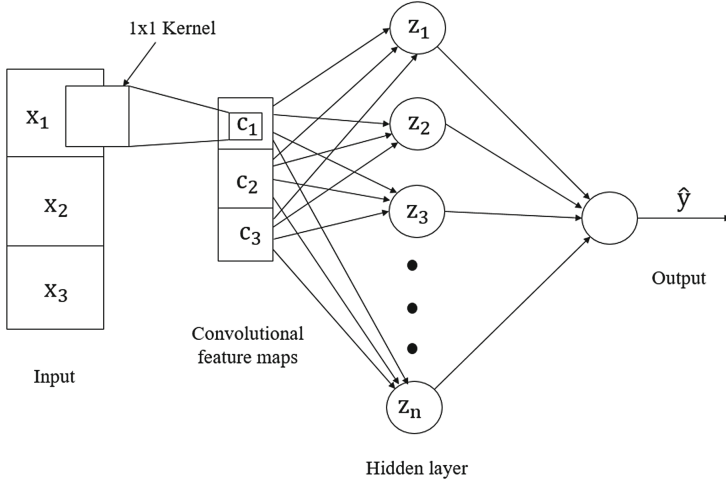 1x1 Kernel
x₁
x₂
x₃
Input
c₁
c₂
c₃
Convolutional
feature maps
z₁
z₂
z₃
zₙ
Hidden layer
ŷ
Output